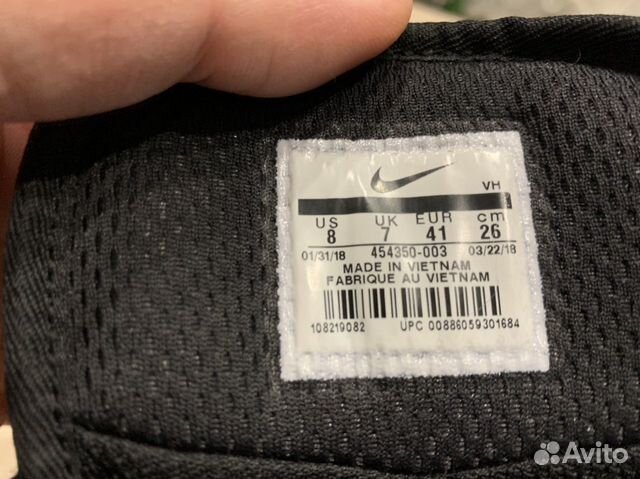 VH
US UK EUR cm
8 7 41 26
01/31/18 454350-003 03/22/18
MADE IN VIETNAM
FABRIQUE AU VIETNAM
108219082 UPC 00886059301684
Avito